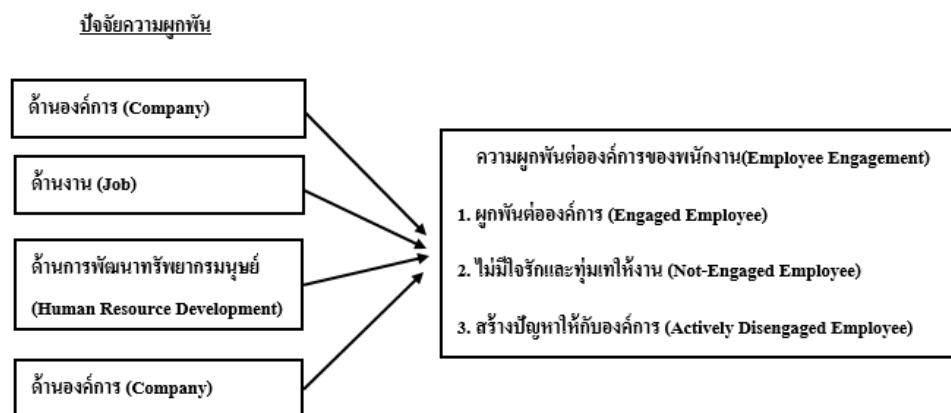 ปัจจัยความผูกพัน
ด้านองค์การ (Company)
ด้านงาน (Job)
ด้านการพัฒนาทรัพยากรมนุษย์
(Human Resource Development)
ด้านองค์การ (Company)
ความผูกพันต่อองค์การของพนักงาน(Employee Engagement)
1. ผูกพันต่อองค์การ (Engaged Employee)
2. ไม่มีใจรักและทุ่มเทให้งาน (Not-Engaged Employee)
3. สร้างปัญหาให้กับองค์การ (Actively Disengaged Employee)